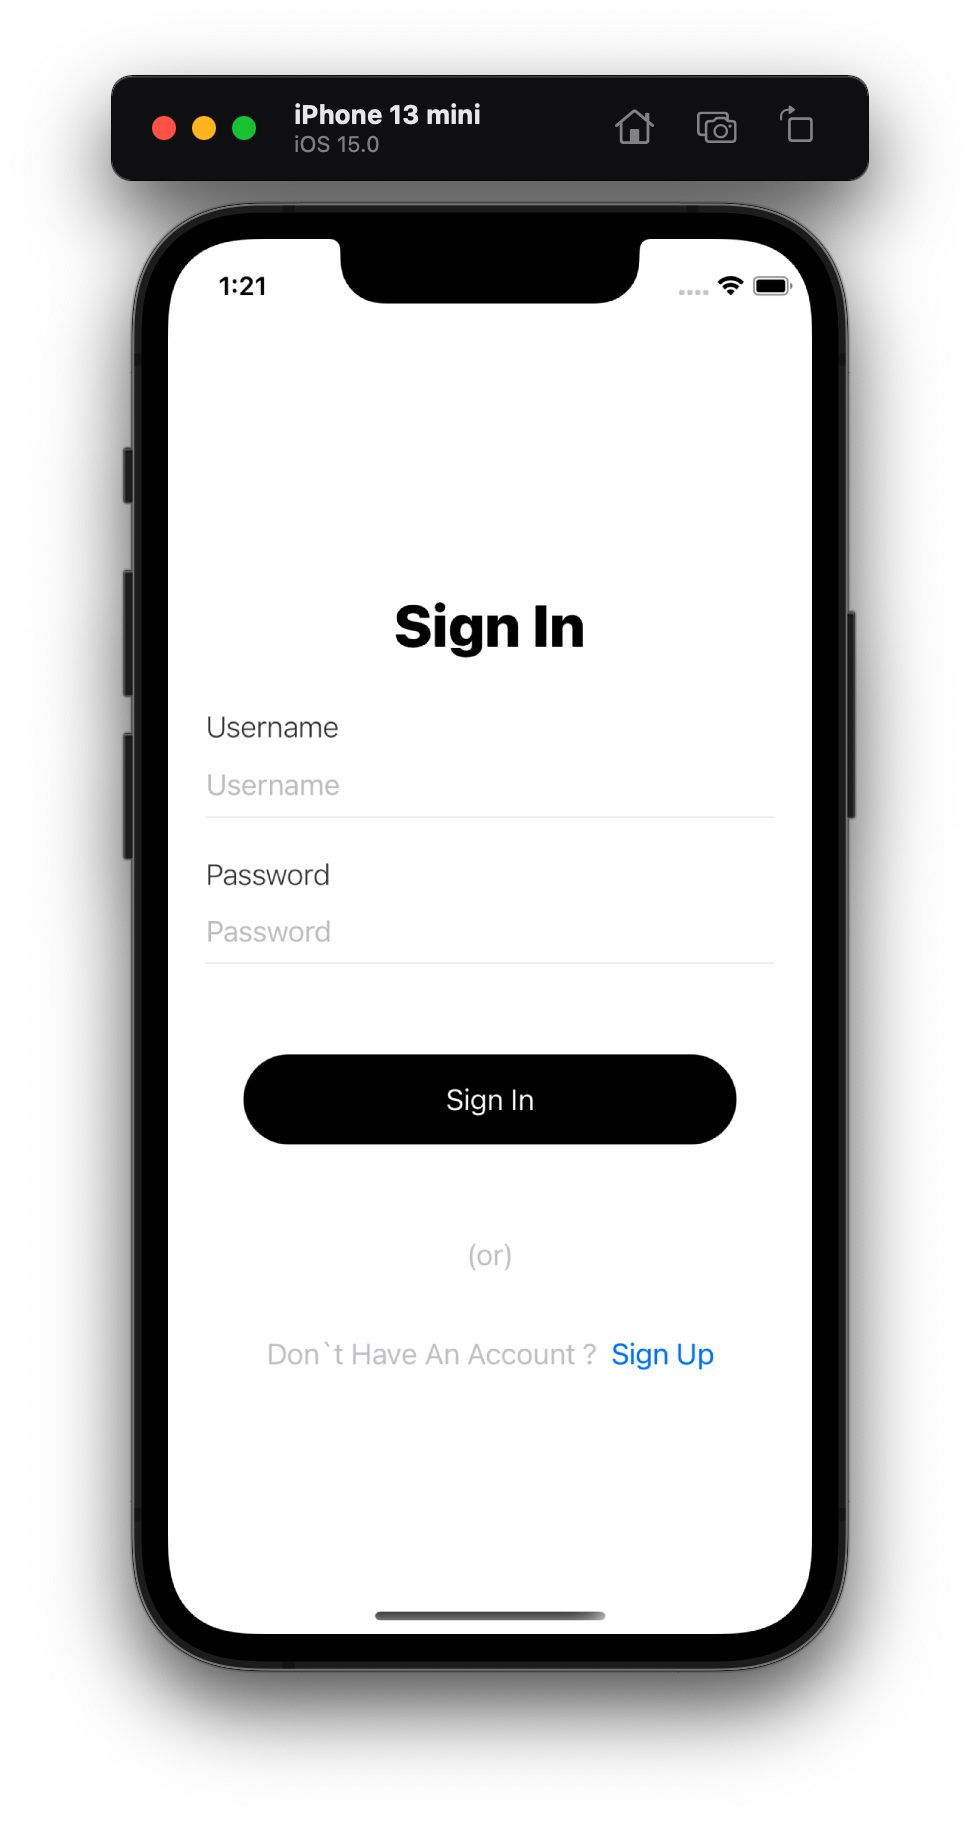 iPhone 13 mini
iOS 15.0
1:21
Sign In
Username
Username
Password
Password
Sign In
(or)
Don`t Have An Account ? Sign Up